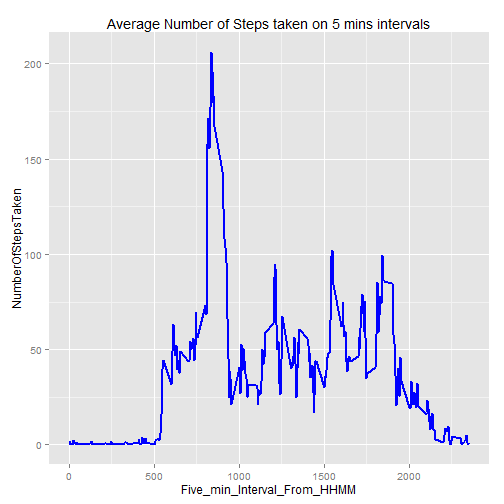 Average Number of Steps taken on 5 mins intervals
200
150
100
50
0
NumberOfStepsTaken
0 500 1000 1500 2000
Five_min_Interval_From_HHMM